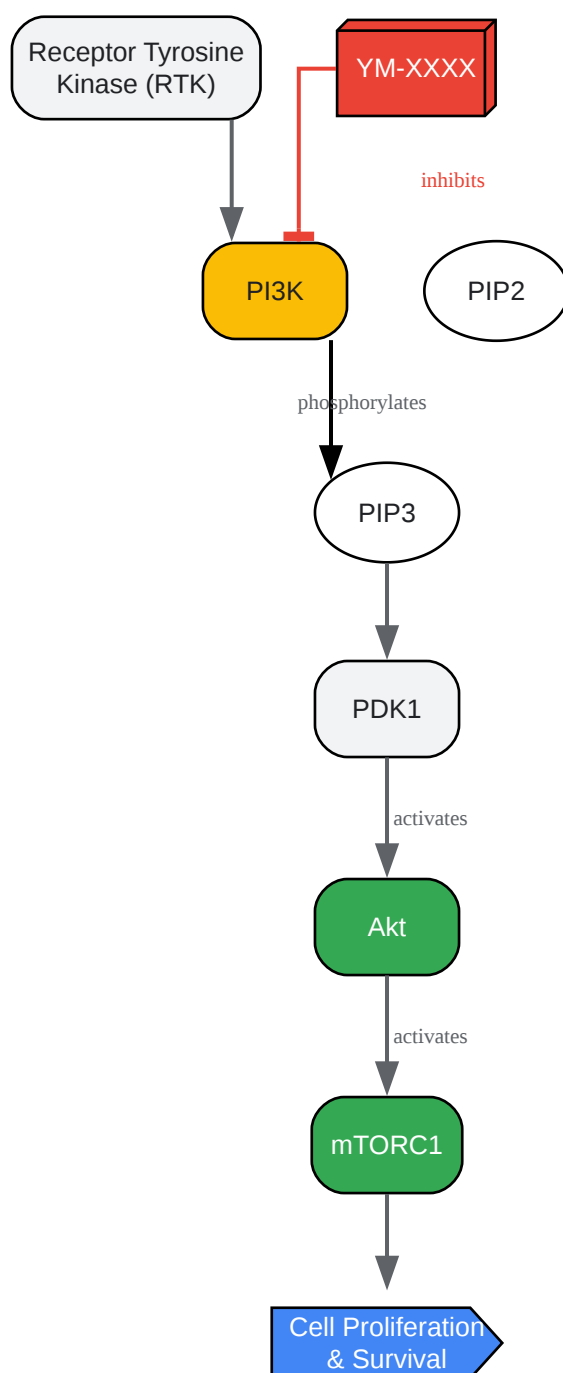 Receptor Tyrosine
Kinase (RTK)
YM-XXXX
inhibits
PI3K
PIP2
phosphorylates
PIP3
PDK1
activates
Akt
activates
mTORC1
Cell Proliferation
& Survival